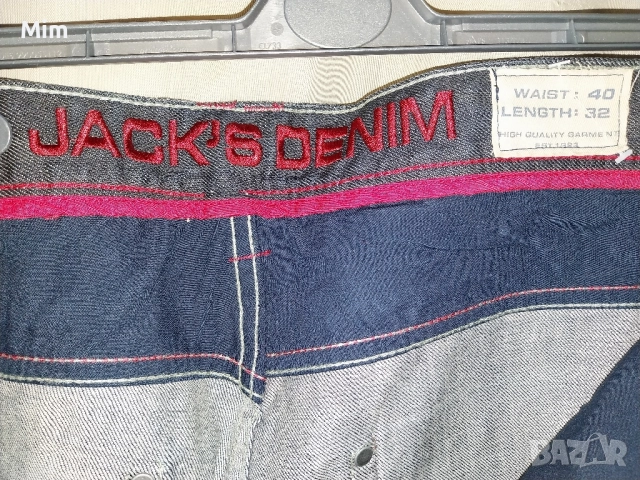 Mim
JACK'S DENIM
WAIST: 40
LENGTH: 32
HIGH QUALITY GARMENT
BAZAR